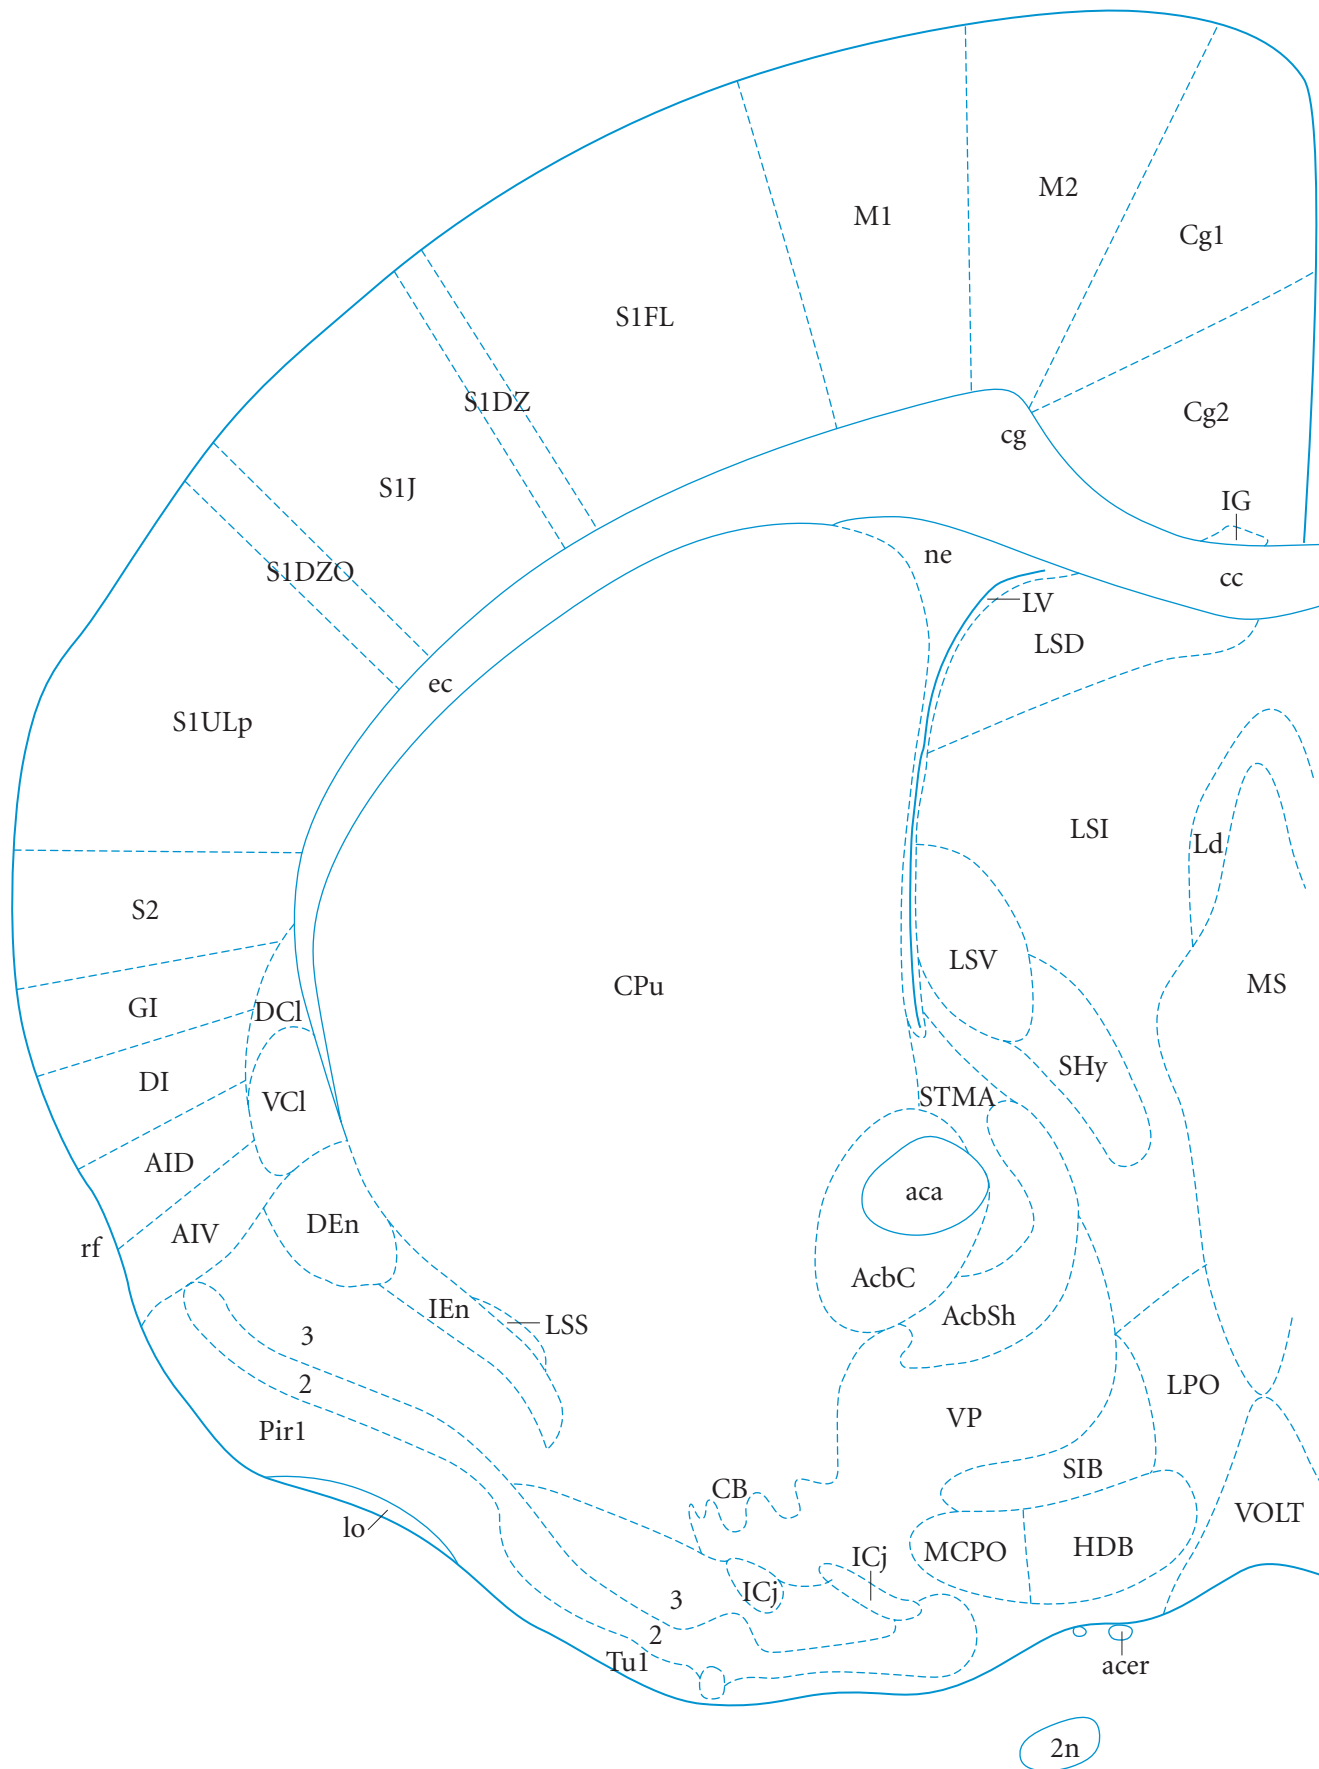 M2
M1
Cg1
S1FL
S1DZ
Cg2
cg
S1J
IG
ne
S1DZO
cc
LV
LSD
ec
S1ULp
LSI
Ld
S2
LSV
CPu
MS
GI
DCl
SHy
DI
VCl
STMA
AID
aca
DEn
AIV
rf
AcbC
IEn
AcbSh
LSS
3
2
LPO
VP
Pir1
SIB
CB
lo
VOLT
HDB
MCPO
ICj
ICj
3
2
Tu1
acer
2n